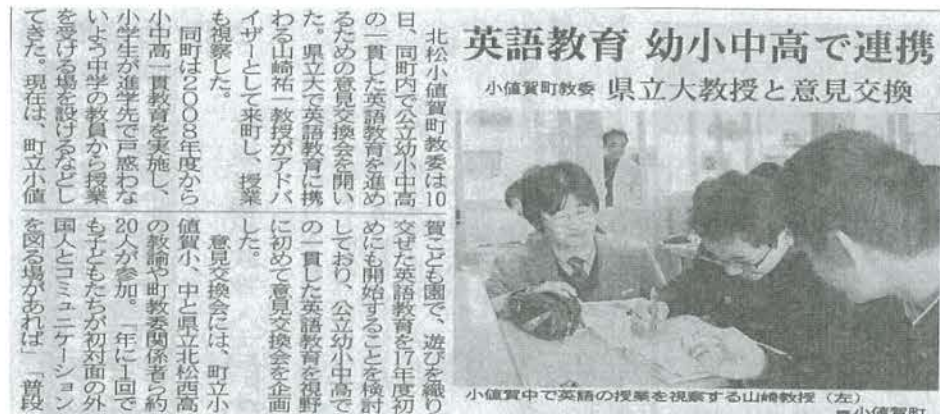 英語教育 幼小中高で連携
小値賀町教委 県立大教授と意見交換
北松小値賀町教委は10
日、同町内で公立幼小中高
の一貫した英語教育を進め
るための意見交換会を開い
た。県立大で英語教育に携
わる山崎祐一教授がアドバ
イザーとして来町し、授業
も視察した。
同町は2008年度から
小中高一貫教育を実施し、
小学生が進学先で戸惑わな
いよう中学の教員から授業
を受ける場を設けるなどし
てきた。現在は、町立小値
賀こども園で、遊びを織り
交ぜた英語教育を17年度初
めにも開始することを検討
しており、公立幼小中高で
の一貫した英語教育を視野
に初めて意見交換会を企画
した。
意見交換会には、町立小
値賀小、中と県立北松西高
の教諭や町教委関係者ら約
20人が参加。「年に1回で
も子どもたちが初対面の外
国人とコミュニケーション
を図る場があれば」「普段
小値賀中で英語の授業を視察する山崎教授(左)
=小値賀町